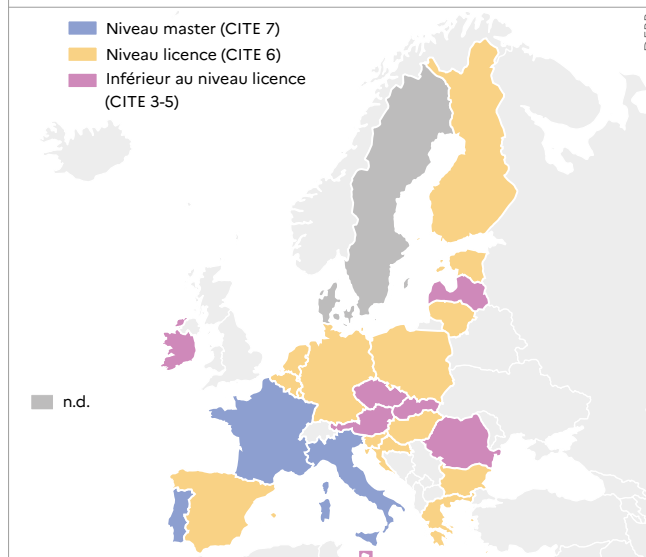 Niveau master (CITE 7)
Niveau licence (CITE 6)
Inférieur au niveau licence
(CITE 3-5)
n.d.